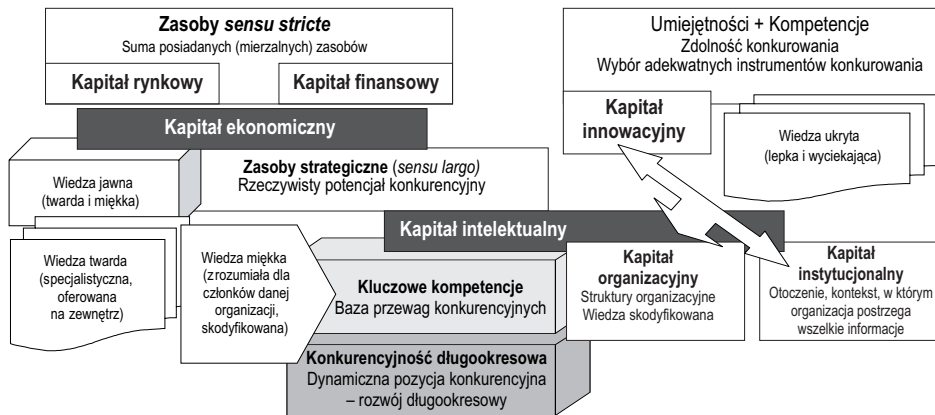 Zasoby sensu stricte
Suma posiadanych (mierzalnych) zasobów
Kapitał rynkowy
Kapitał finansowy
Kapitał ekonomiczny
Umiejętności + Kompetencje
Zdolność konkurowania
Wybór adekwatnych instrumentów konkurowania
Kapitał
innowacyjny
Wiedza ukryta
(lepka i wyciekająca)
Wiedza jawna
(twarda i miękka)
Zasoby strategiczne (sensu largo)
Rzeczywisty potencjał konkurencyjny
Kapitał intelektualny
Wiedza twarda
(specjalistyczna,
oferowana
na zewnętrz)
Wiedza miękka
(zrozumiała dla
członków danej
organizacji,
skodyfikowana)
Kluczowe kompetencje
Baza przewag konkurencyjnych
Kapitał
organizacyjny
Struktury organizacyjne
Wiedza skodyfikowana
Kapitał
instytucjonalny
Otoczenie, kontekst, w którym
organizacja postrzega
wszelkie informacje
Konkurencyjność długookresowa
Dynamiczna pozycja konkurencyjna
– rozwój długookresowy